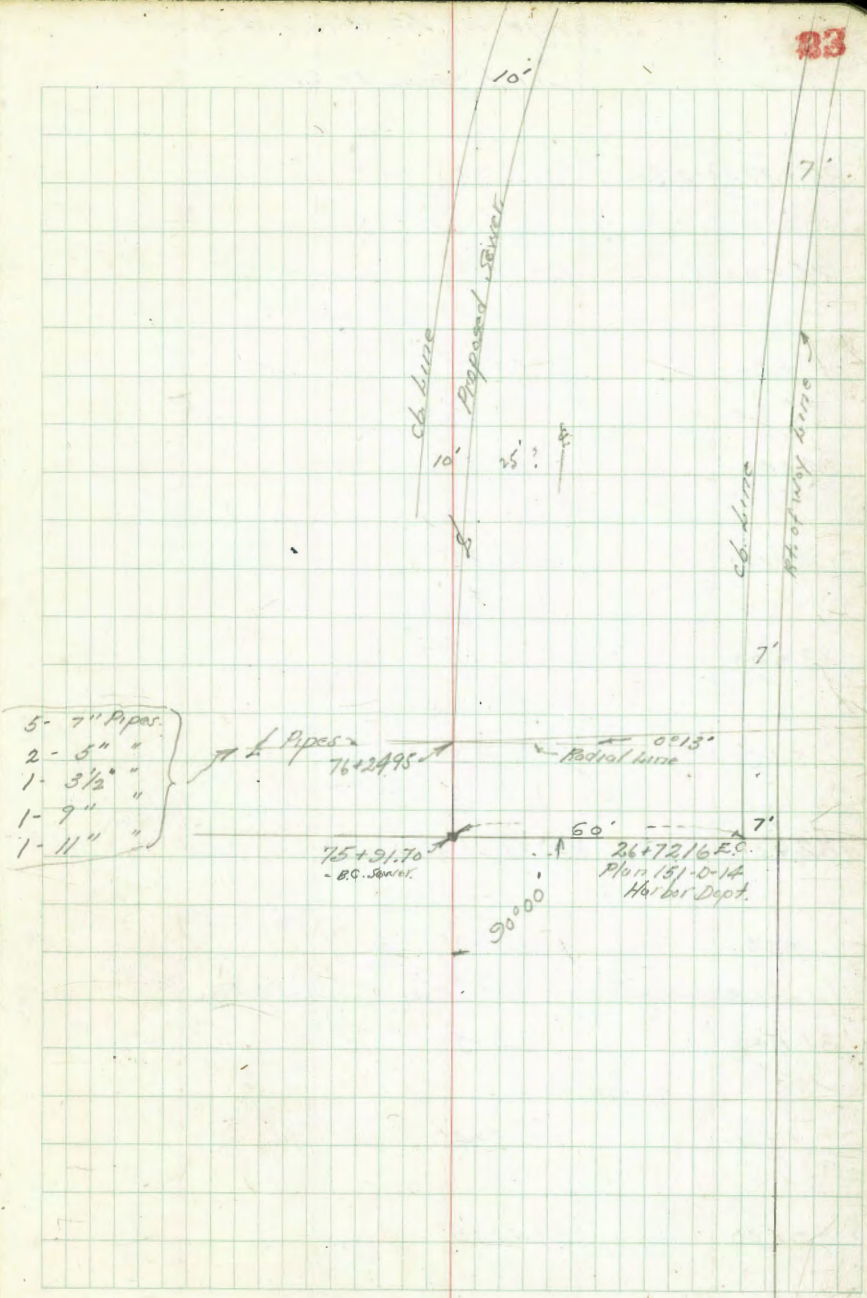 83
10'
7'
Cb. Line
Proposed Sewer
10'
25'?
Cb. Line
Rt. of Way Line
7'
5 - 7" Pipes
2 - 5" "
1 - 3½" "
1 - 9" "
1 - 11" "
Pipes
76+24.95
0°13'
Radial Line
60'
7'
75+91.70
B.C. Sewer
26+72.16 E.C.
Plan 151-D-14
Harbor Dept.
90°00'